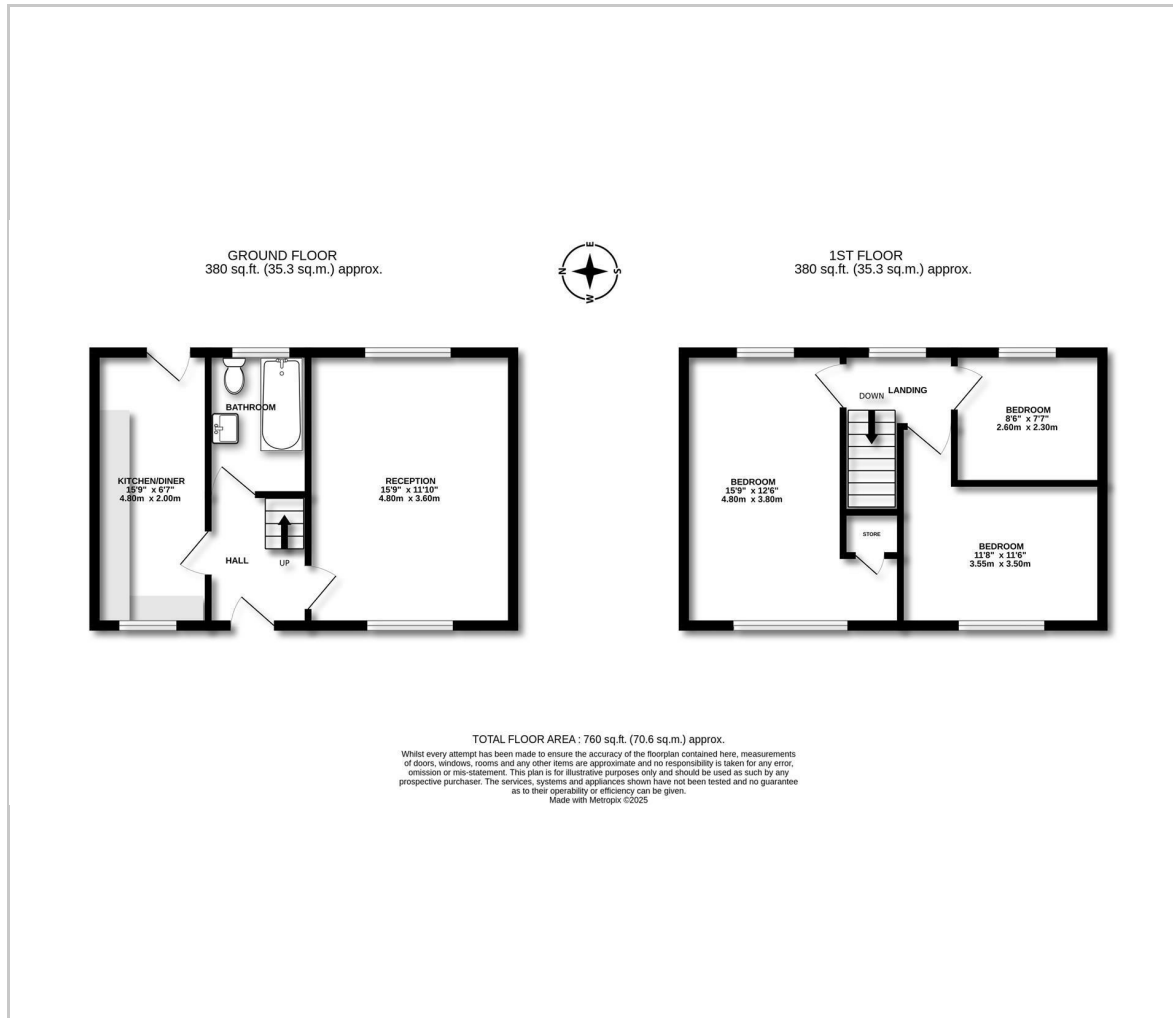 GROUND FLOOR
380 sq.ft. (35.3 sq.m.) approx.
E
N
S
W
1ST FLOOR
380 sq.ft. (35.3 sq.m.) approx.
BATHROOM
KITCHEN/DINER
15'9" x 6'7"
4.80m x 2.00m
RECEPTION
15'9" x 11'10"
4.80m x 3.60m
HALL
UP
LANDING
DOWN
BEDROOM
8'6" x 7'7"
2.60m x 2.30m
BEDROOM
15'9" x 12'6"
4.80m x 3.80m
STORE
BEDROOM
11'8" x 11'6"
3.55m x 3.50m
TOTAL FLOOR AREA : 760 sq.ft. (70.6 sq.m.) approx.
Whilst every attempt has been made to ensure the accuracy of the floorplan contained here, measurements
of doors, windows, rooms and any other items are approximate and no responsibility is taken for any error,
omission or mis-statement. This plan is for illustrative purposes only and should be used as such by any
prospective purchaser. The services, systems and appliances shown have not been tested and no guarantee
as to their operability or efficiency can be given.
Made with Metropix ©2025